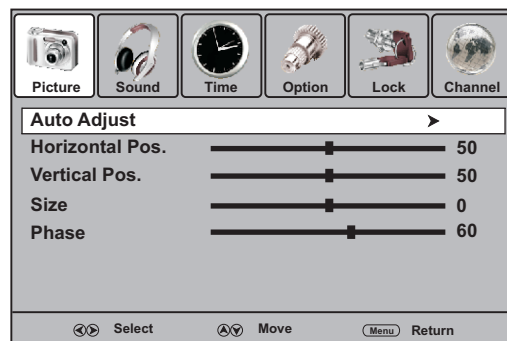 Picture Sound Time Option Lock Channel
Auto Adjust
Horizontal Pos. 50
Vertical Pos. 50
Size 0
Phase 60
Select Move Menu Return